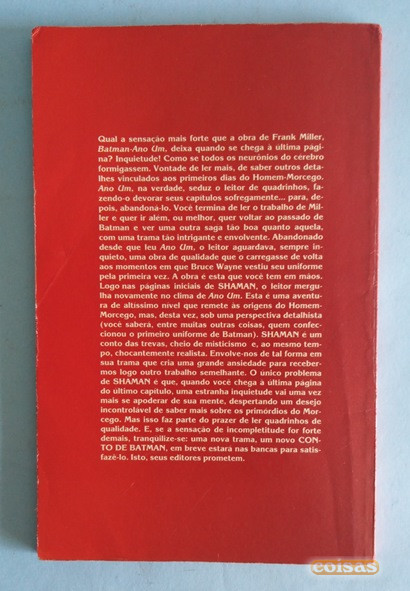 Qual a sensação mais forte que a obra de Frank Miller,
Batman-Ano Um, deixa quando se chega à última pági-
na? Inquietude! Como se todos os neurônios do cerebro
formigassem. Vontade de ler mais, de saber outros deta-
lhes vinculados aos primeiros dias do Homem-Morcego.
Ano Um, na verdade, seduz o leitor de quadrinhos, fa-
zendo-o devorar seus capítulos sofregamente... para, de-
pois, abandoná-lo. Você termina de ler o trabalho de Mil-
ler e quer ir além, ou melhor, quer voltar ao passado de
Batman e ver uma outra saga tão boa quanto aquela,
com uma trama tão intrigante e envolvente. Abandonado
desde que leu Ano Um, o leitor aguardava, sempre in-
quieto, uma obra de qualidade que o carregasse de volta
aos momentos em que Bruce Wayne vestiu seu uniforme
pela primeira vez. A obra é esta que você tem em mãos.
Logo nas páginas iniciais de SHAMAN, o leitor mergu-
lha novamente no clima de Ano Um. Esta é uma aventu-
ra de altíssimo nível que remete às origens do Homem-
Morcego, mas, desta vez, sob uma perspectiva detalhista
(você saberá, entre muitas outras coisas, quem confec-
cionou o primeiro uniforme de Batman). SHAMAN é um
conto das trevas, cheio de misticismo e, ao mesmo tem-
po, chocantemente realista. Envolve-nos de tal forma em
sua trama que cria uma grande ansiedade para receber-
mos logo outro trabalho semelhante. O único problema
de SHAMAN é que, quando você chega à última página
do último capítulo, uma estranha inquietude vai uma vez
mais se apoderar de sua mente, despertando um desejo
incontrolável de saber mais sobre os primórdios do Mor-
cego. Mas isso faz parte do prazer de ler quadrinhos de
qualidade. E, se a sensação de incompletitude for forte
demais, tranquilize-se: uma nova trama, um novo CON-
TO DE BATMAN, em breve estará nas bancas para satis-
fazê-lo. Isto, seus editores prometem.
coisas